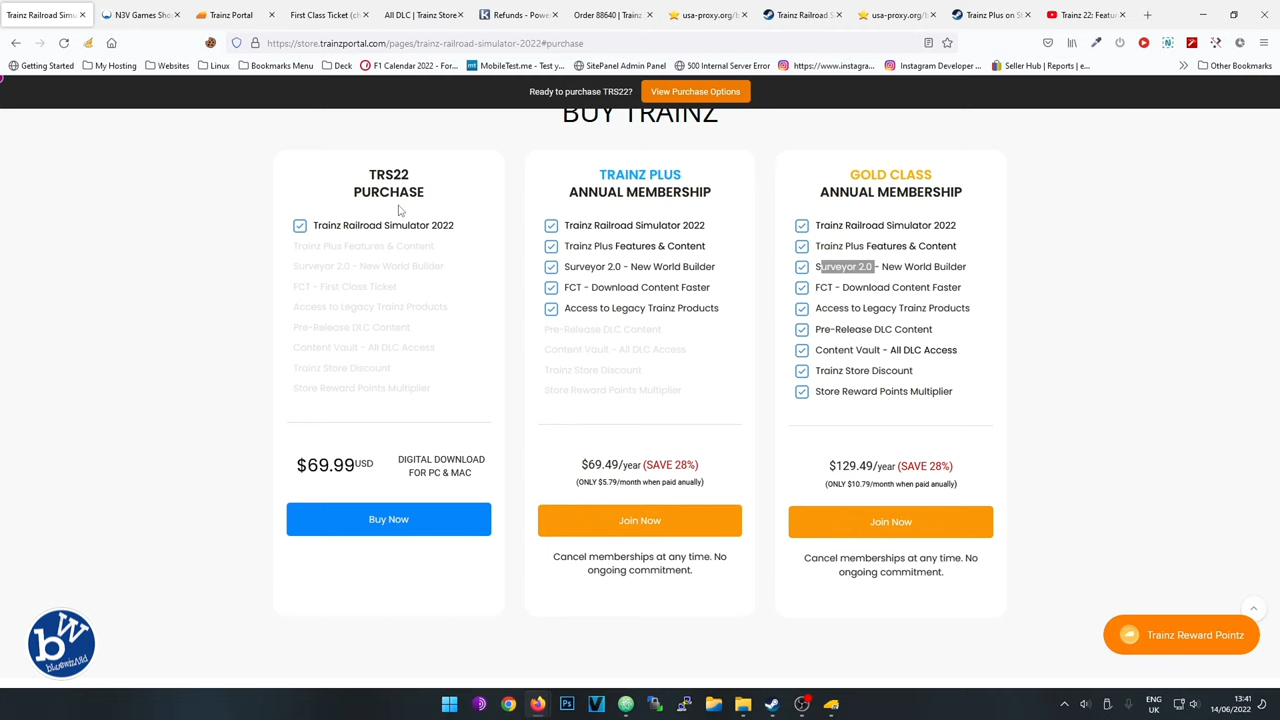 Trainz Railroad Simu
N3V Games Sho
Trainz Portal
First Class Ticket (ch
All DLC | Trainz Store
Refunds - Powe
Order 88640 | Trainz
usa-proxy.org/b
Trainz Railroad S
usa-proxy.org/b
Trainz Plus on St
Trainz 22: Featu
https://store.trainzportal.com/pages/trainz-railroad-simulator-2022#purchase
Getting Started
My Hosting
Websites
Linux
Bookmarks Menu
Deck
F1 Calendar 2022 - For...
MobileTest.me - Test y...
SitePanel Admin Panel
500 Internal Server Error
https://www.instagra...
Instagram Developer ...
Seller Hub | Reports | e...
Other Bookmarks
Ready to purchase TRS22?
View Purchase Options
BUY TRAINZ
TRS22
PURCHASE
Trainz Railroad Simulator 2022
Trainz Plus Features & Content
Surveyor 2.0 - New World Builder
FCT - First Class Ticket
Access to Legacy Trainz Products
Pre-Release DLC Content
Content Vault - All DLC Access
Trainz Store Discount
Store Reward Points Multiplier
$69.99USD
DIGITAL DOWNLOAD
FOR PC & MAC
Buy Now
TRAINZ PLUS
ANNUAL MEMBERSHIP
Trainz Railroad Simulator 2022
Trainz Plus Features & Content
Surveyor 2.0 - New World Builder
FCT - Download Content Faster
Access to Legacy Trainz Products
Pre-Release DLC Content
Content Vault - All DLC Access
Trainz Store Discount
Store Reward Points Multiplier
$69.49/year (SAVE 28%)
(ONLY $5.79/month when paid anually)
Join Now
Cancel memberships at any time. No
ongoing commitment.
GOLD CLASS
ANNUAL MEMBERSHIP
Trainz Railroad Simulator 2022
Trainz Plus Features & Content
Surveyor 2.0 - New World Builder
FCT - Download Content Faster
Access to Legacy Trainz Products
Pre-Release DLC Content
Content Vault - All DLC Access
Trainz Store Discount
Store Reward Points Multiplier
$129.49/year (SAVE 28%)
(ONLY $10.79/month when paid anually)
Join Now
Cancel memberships at any time. No
ongoing commitment.
bW
Trainz Reward Pointz
ENG
UK
13:41
14/06/2022